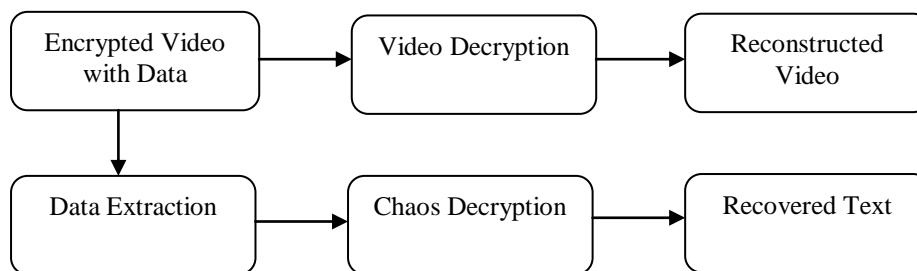 Encrypted Video
with Data
Video Decryption
Reconstructed
Video
Data Extraction
Chaos Decryption
Recovered Text